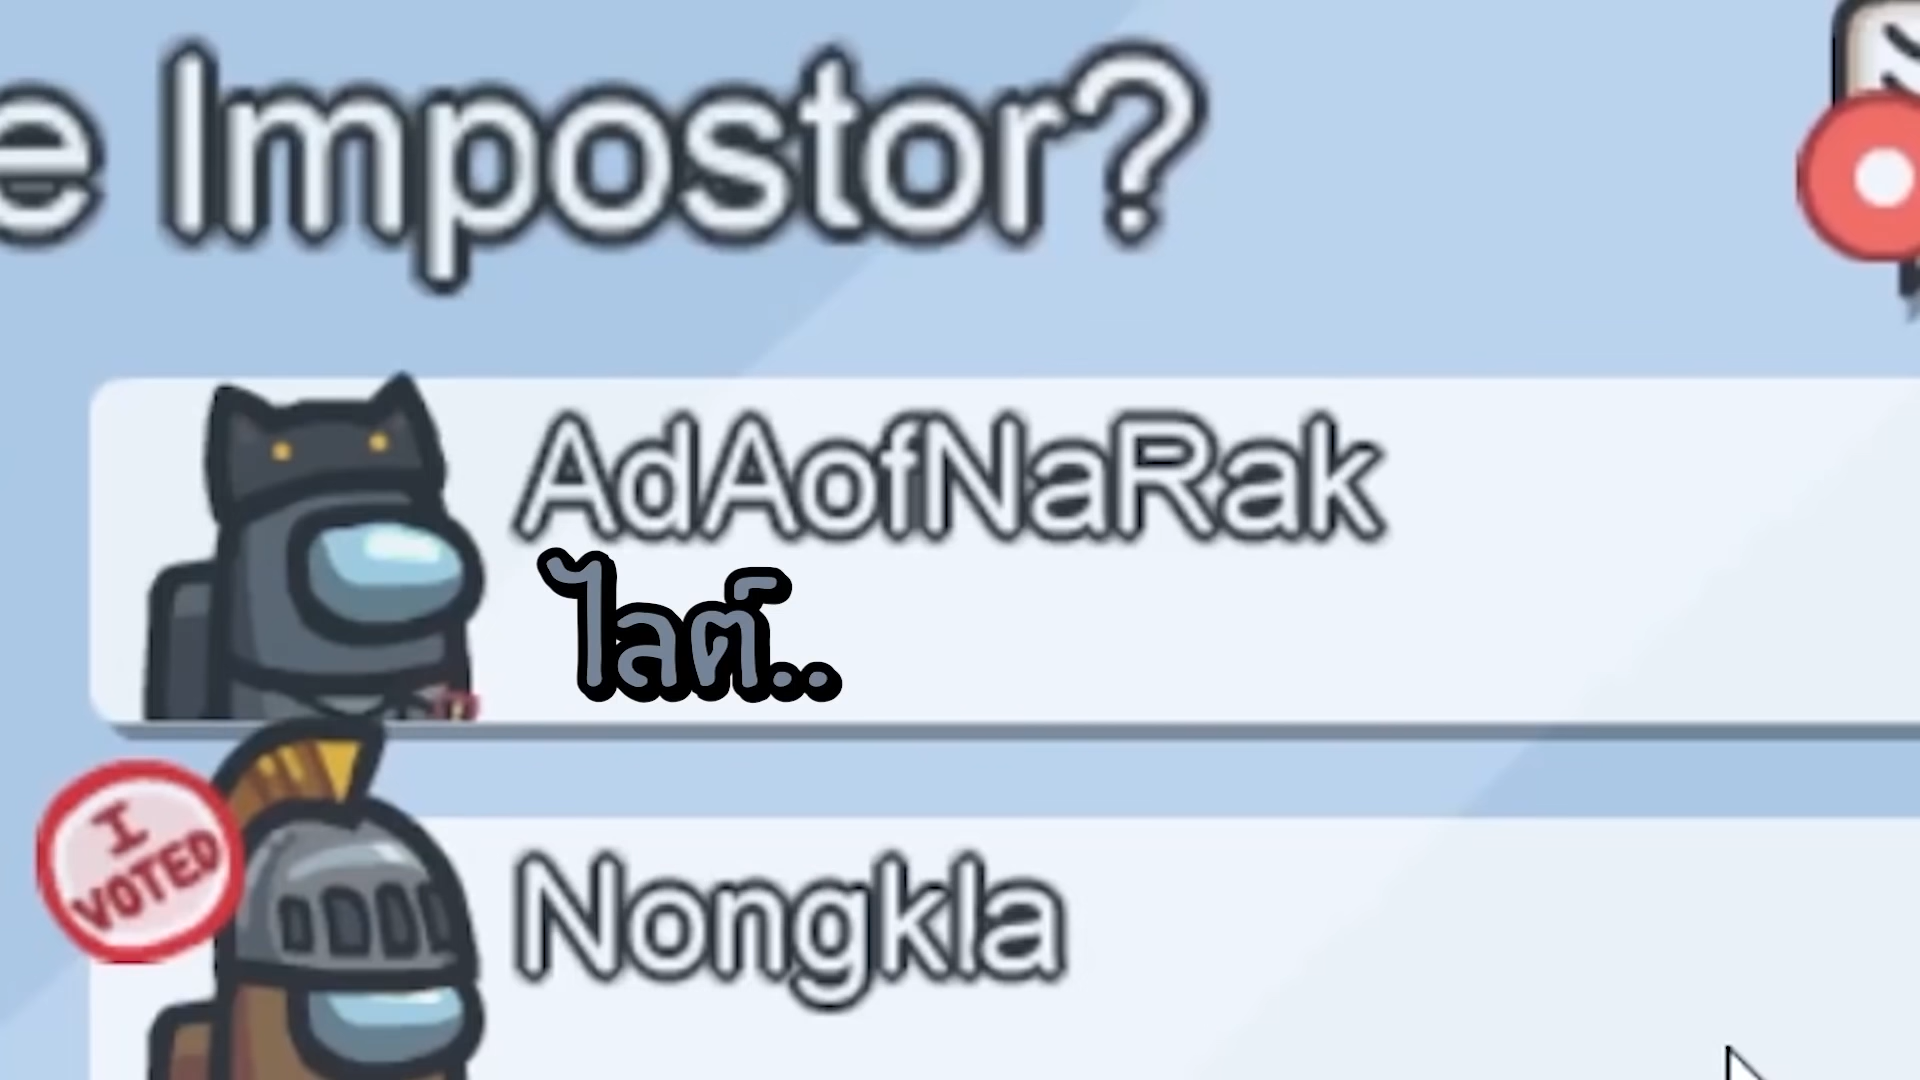 e Impostor?
AdAofNaRak
ไลต์..
I
VOTED
Nongkla